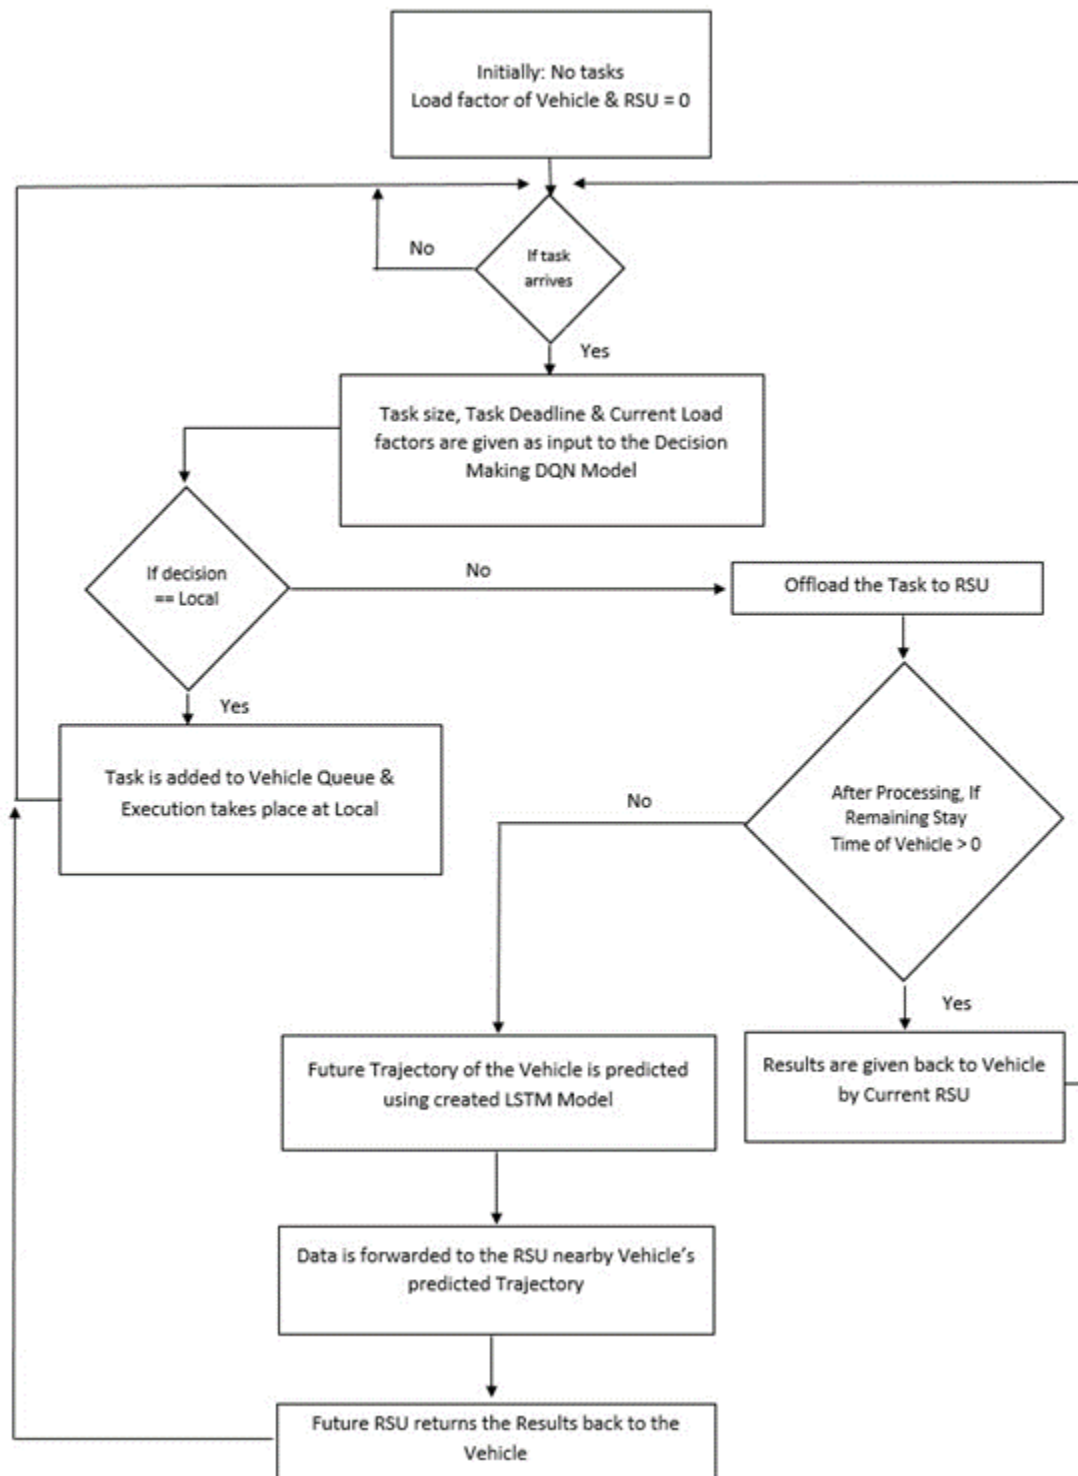 Initially: No tasks
Load factor of Vehicle & RSU = 0
If task
arrives
No
Yes
Task size, Task Deadline & Current Load
factors are given as input to the Decision
Making DQN Model
If decision
== Local
No
Offload the Task to RSU
Yes
Task is added to Vehicle Queue &
Execution takes place at Local
After Processing, If
Remaining Stay
Time of Vehicle > 0
No
Yes
Future Trajectory of the Vehicle is predicted
using created LSTM Model
Results are given back to Vehicle
by Current RSU
Data is forwarded to the RSU nearby Vehicle's
predicted Trajectory
Future RSU returns the Results back to the
Vehicle